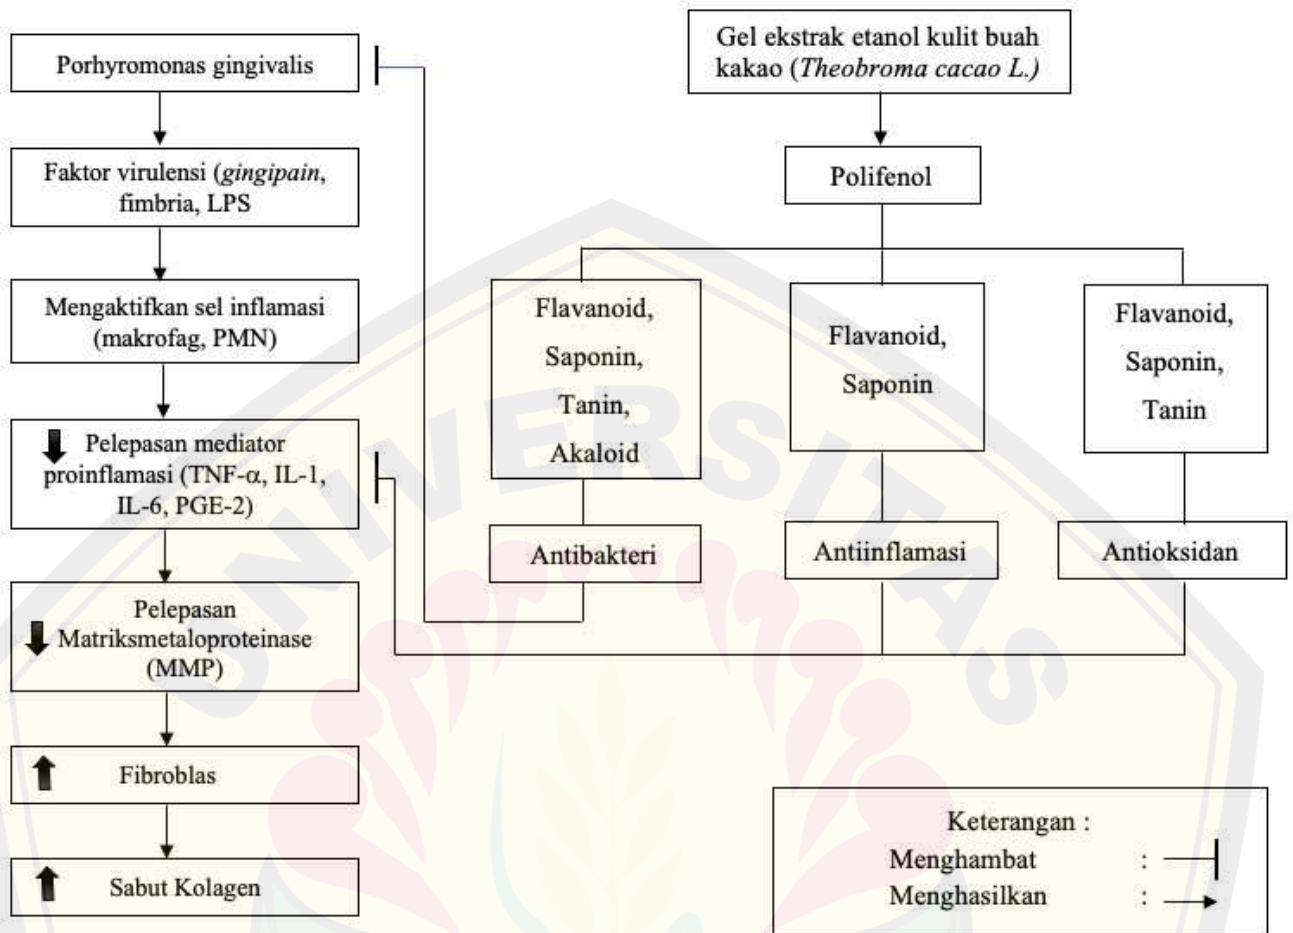 Porhyromonas gingivalis
Faktor virulensi (gingipain,
fimbria, LPS
Mengaktifkan sel inflamasi
(makrofag, PMN)
Pelepasan mediator
proinflamasi (TNF-α, IL-1,
IL-6, PGE-2)
Pelepasan
Matriksmetaloproteinase
(MMP)
Fibroblas
Sabut Kolagen
Gel ekstrak etanol kulit buah
kakao (Theobroma cacao L.)
Polifenol
Flavanoid,
Saponin,
Tanin,
Akaloid
Antibakteri
Flavanoid,
Saponin
Antiinflamasi
Flavanoid,
Saponin,
Tanin
Antioksidan
Keterangan :
Menghambat :
Menghasilkan :
UNIVERSITAS